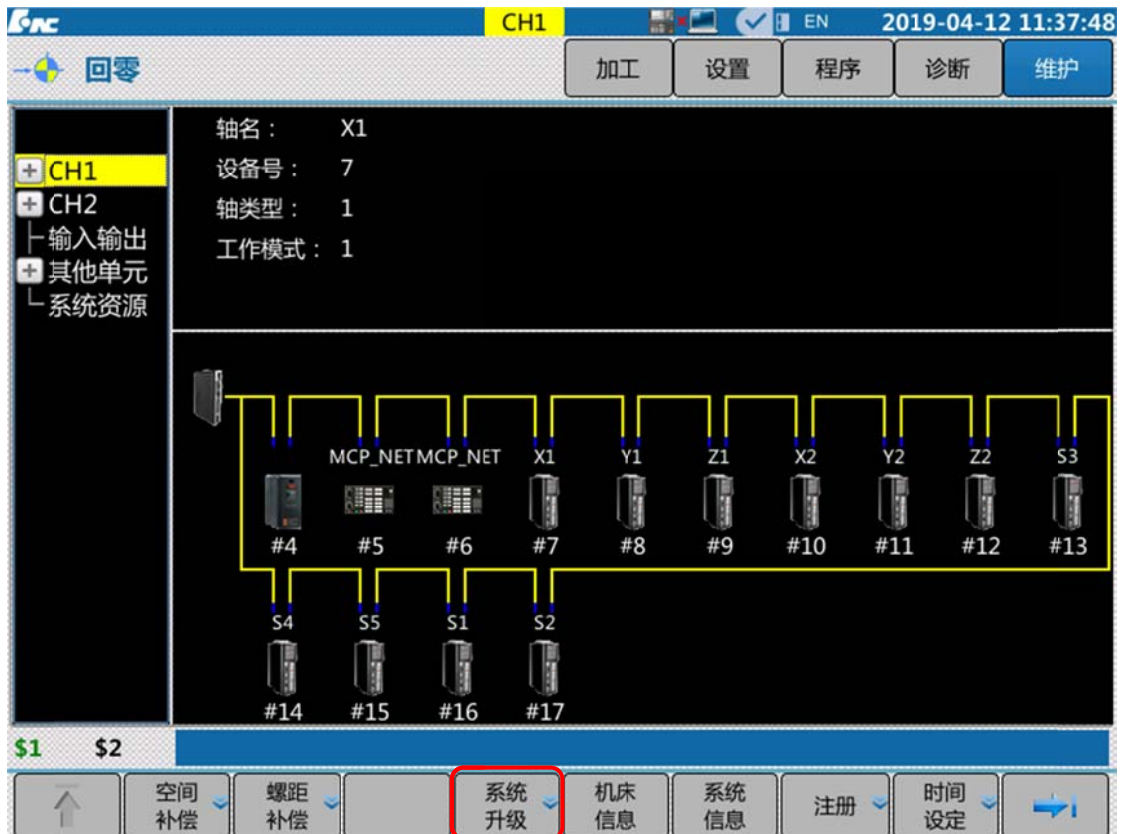 CH1 EN 2019-04-12 11:37:48
回零 加工 设置 程序 诊断 维护
轴名： X1
设备号： 7
轴类型： 1
工作模式： 1
CH1
CH2
输入输出
其他单元
系统资源
MCP_NET MCP_NET X1 Y1 Z1 X2 Y2 Z2 S3
#4 #5 #6 #7 #8 #9 #10 #11 #12 #13
S4 S5 S1 S2
#14 #15 #16 #17
$1 $2
空间 螺距 系统 机床 系统 注册 时间
补偿 补偿 升级 信息 信息 设定